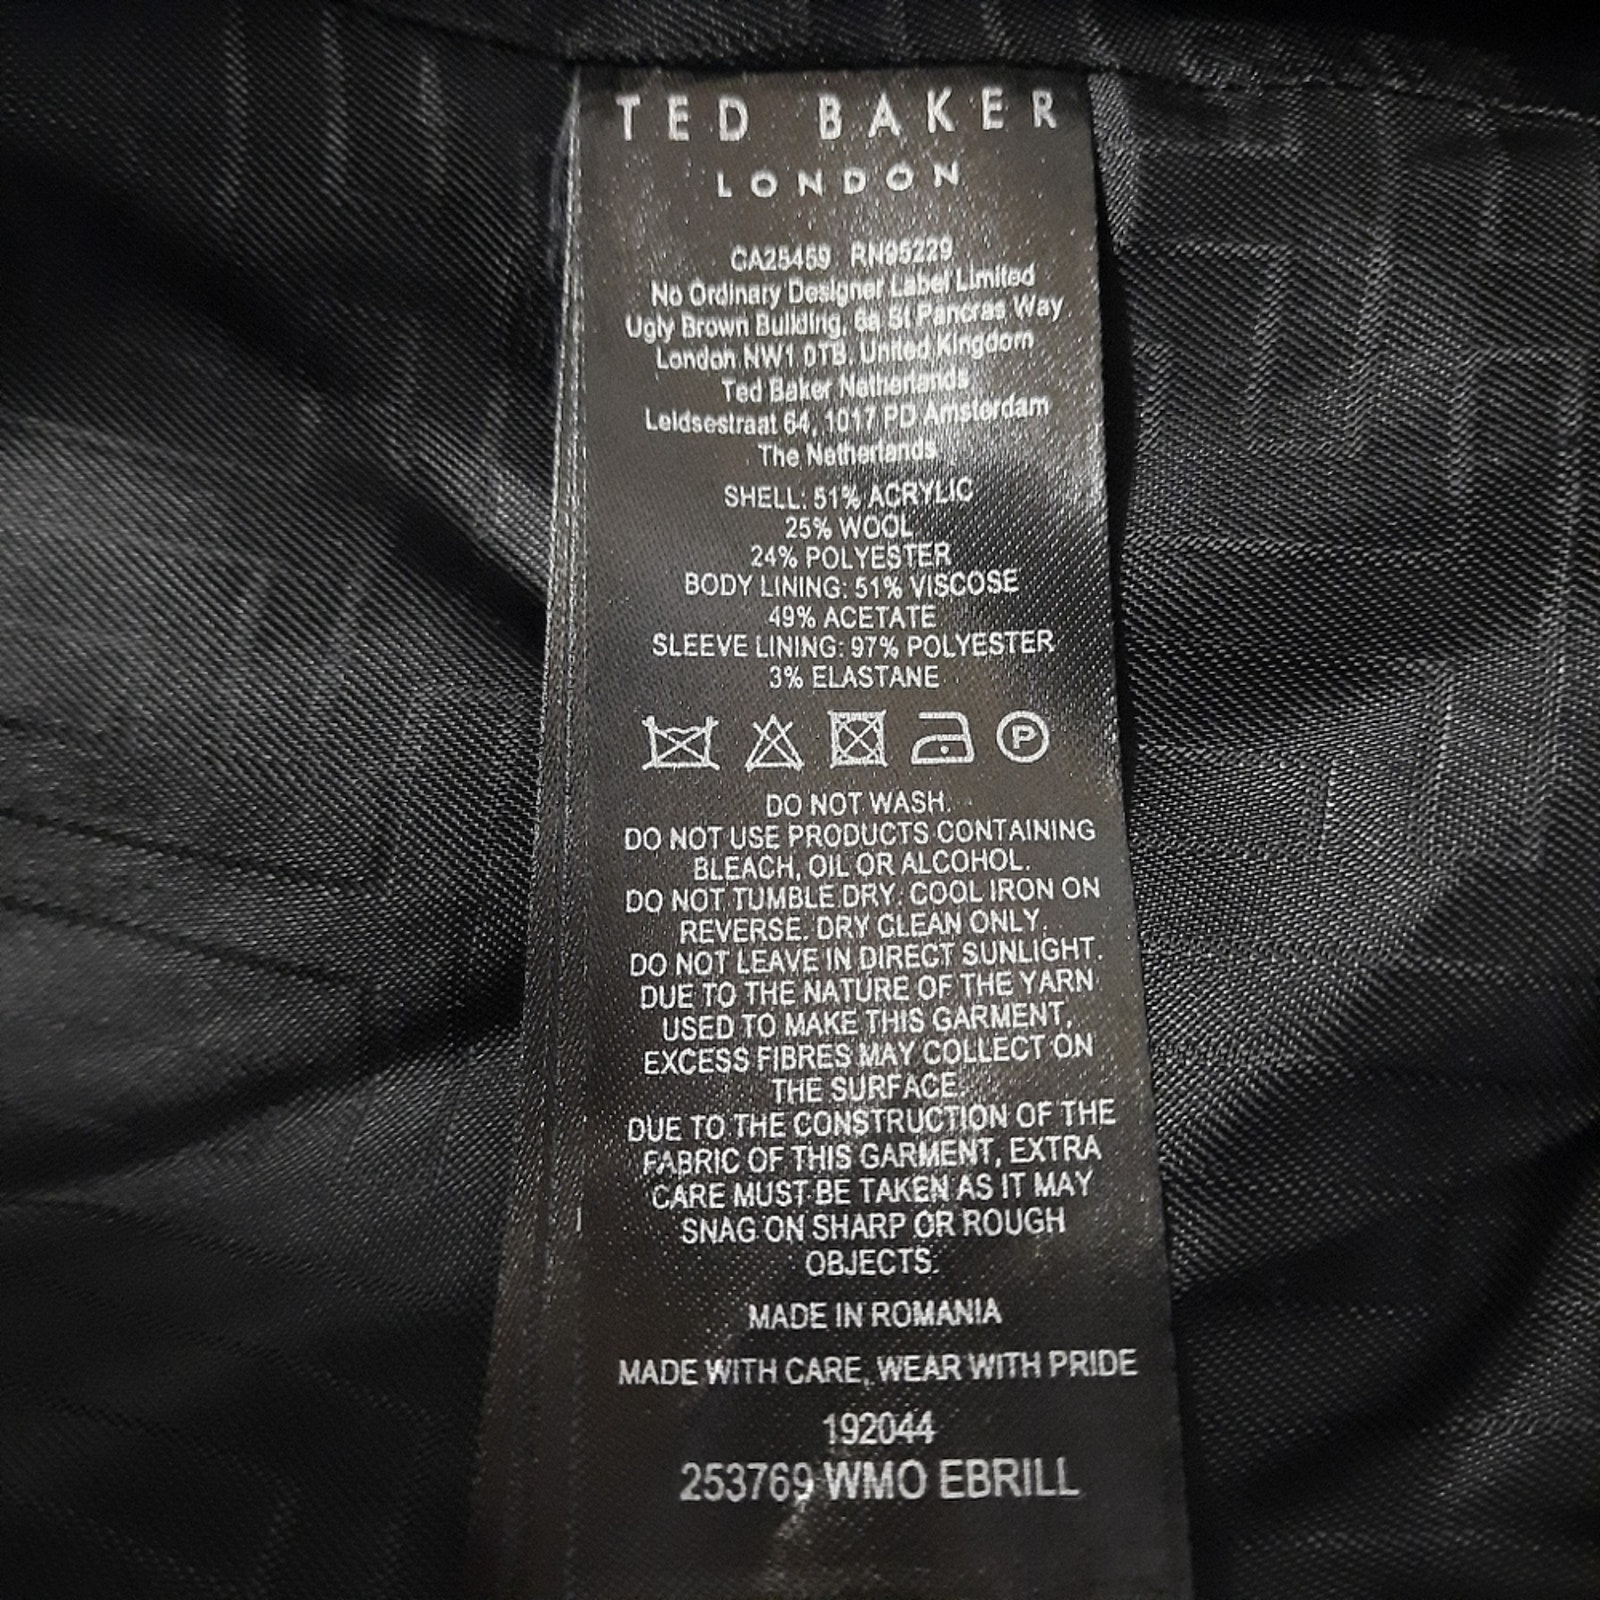 TED BAKER
LONDON
CA25459 RN95229
No Ordinary Designer Label Limited
Ugly Brown Building, 6a St Pancras Way
London NW1 0TB, United Kingdom
Ted Baker Netherlands
Leidsestraat 64, 1017 PD Amsterdam
The Netherlands
SHELL: 51% ACRYLIC
25% WOOL
24% POLYESTER
BODY LINING: 51% VISCOSE
49% ACETATE
SLEEVE LINING: 97% POLYESTER
3% ELASTANE
P
DO NOT WASH.
DO NOT USE PRODUCTS CONTAINING
BLEACH, OIL OR ALCOHOL.
DO NOT TUMBLE DRY. COOL IRON ON
REVERSE. DRY CLEAN ONLY.
DO NOT LEAVE IN DIRECT SUNLIGHT.
DUE TO THE NATURE OF THE YARN
USED TO MAKE THIS GARMENT,
EXCESS FIBRES MAY COLLECT ON
THE SURFACE.
DUE TO THE CONSTRUCTION OF THE
FABRIC OF THIS GARMENT, EXTRA
CARE MUST BE TAKEN AS IT MAY
SNAG ON SHARP OR ROUGH
OBJECTS.
MADE IN ROMANIA
MADE WITH CARE, WEAR WITH PRIDE
192044
253769 WMO EBRILL